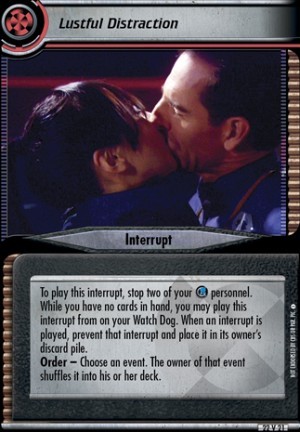 Lustful Distraction
Interrupt
To play this interrupt, stop two of your personnel.
While you have no cards in hand, you may play this
interrupt from on your Watch Dog. When an interrupt is
played, prevent that interrupt and place it in its owner's
discard pile.
Order – Choose an event. The owner of that event
shuffles it into his or her deck.
22 V 21